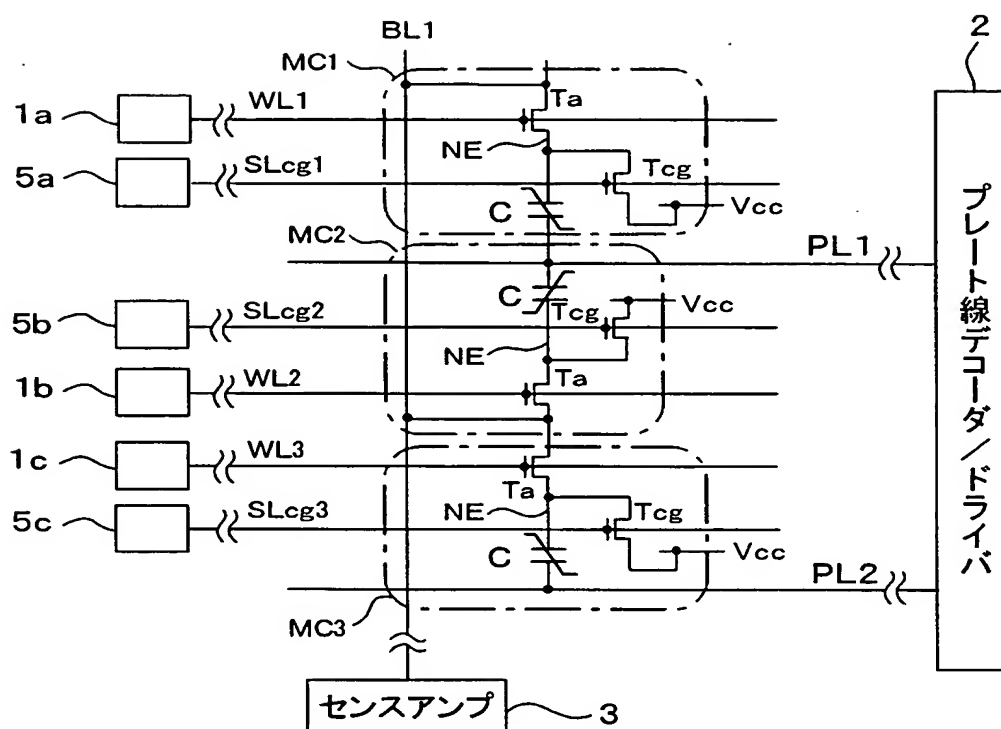 BL1
2
MC1
1a
WL1
Ta
NE
5a
SLcg1
Tcg
Vcc
C
MC2
PL1
C
Vcc
5b
SLcg2
Tcg
NE
1b
WL2
Ta
1c
WL3
Ta
NE
5c
SLcg3
Tcg
Vcc
C
PL2
MC3
プレート線デコーダ/ドライバ
センスアンプ
3